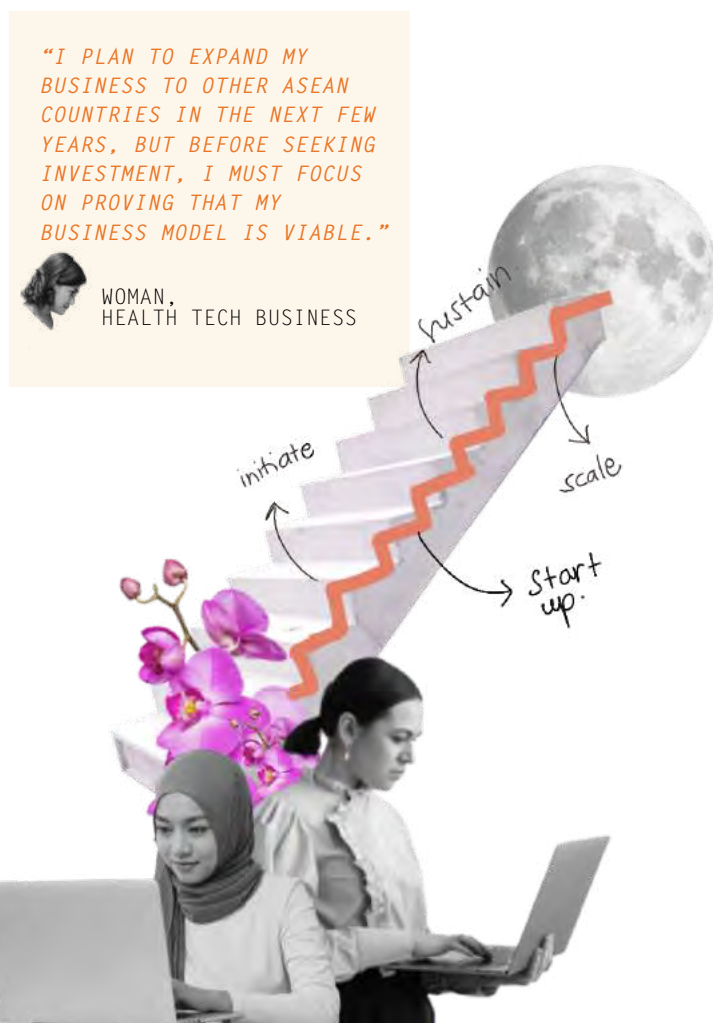 “I PLAN TO EXPAND MY
BUSINESS TO OTHER ASEAN
COUNTRIES IN THE NEXT FEW
YEARS, BUT BEFORE SEEKING
INVESTMENT, I MUST FOCUS
ON PROVING THAT MY
BUSINESS MODEL IS VIABLE.”
WOMAN,
HEALTH TECH BUSINESS
sustain.
initiate
scale
Start
up.